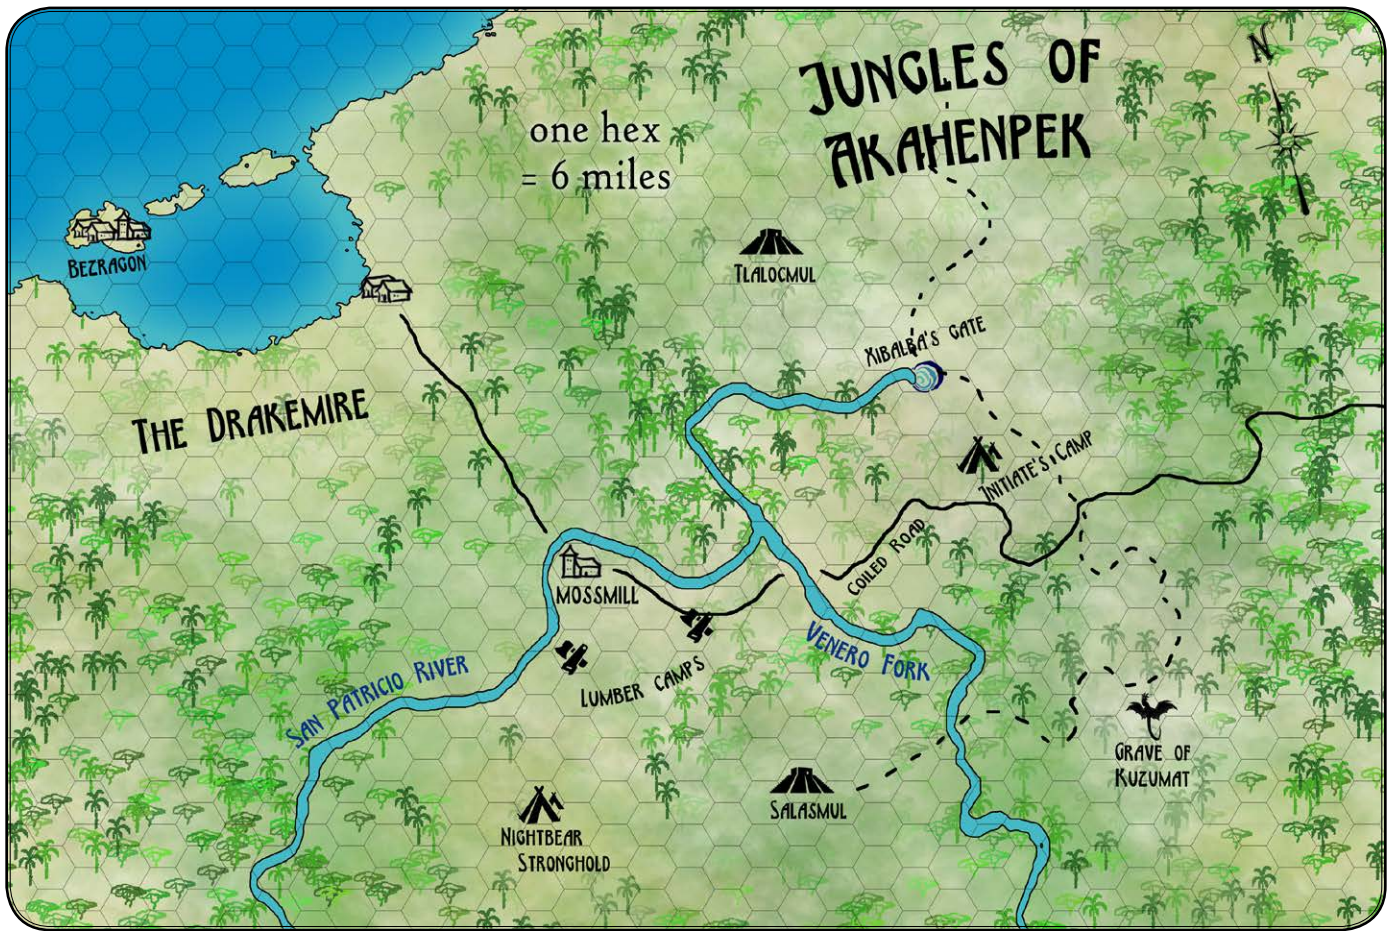 N
JUNGLES OF
AKAHENPEK
one hex
= 6 miles
BEZRAGON
TLALOCMUL
XIBALBA'S GATE
THE DRAKEMIRE
INITIATE'S CAMP
COILED ROAD
MOSSMILL
VENERO FORK
LUMBER CAMPS
SAN PATRICIO RIVER
GRAVE OF
KUZUMAT
SALASMUL
NIGHTBEAR
STRONGHOLD